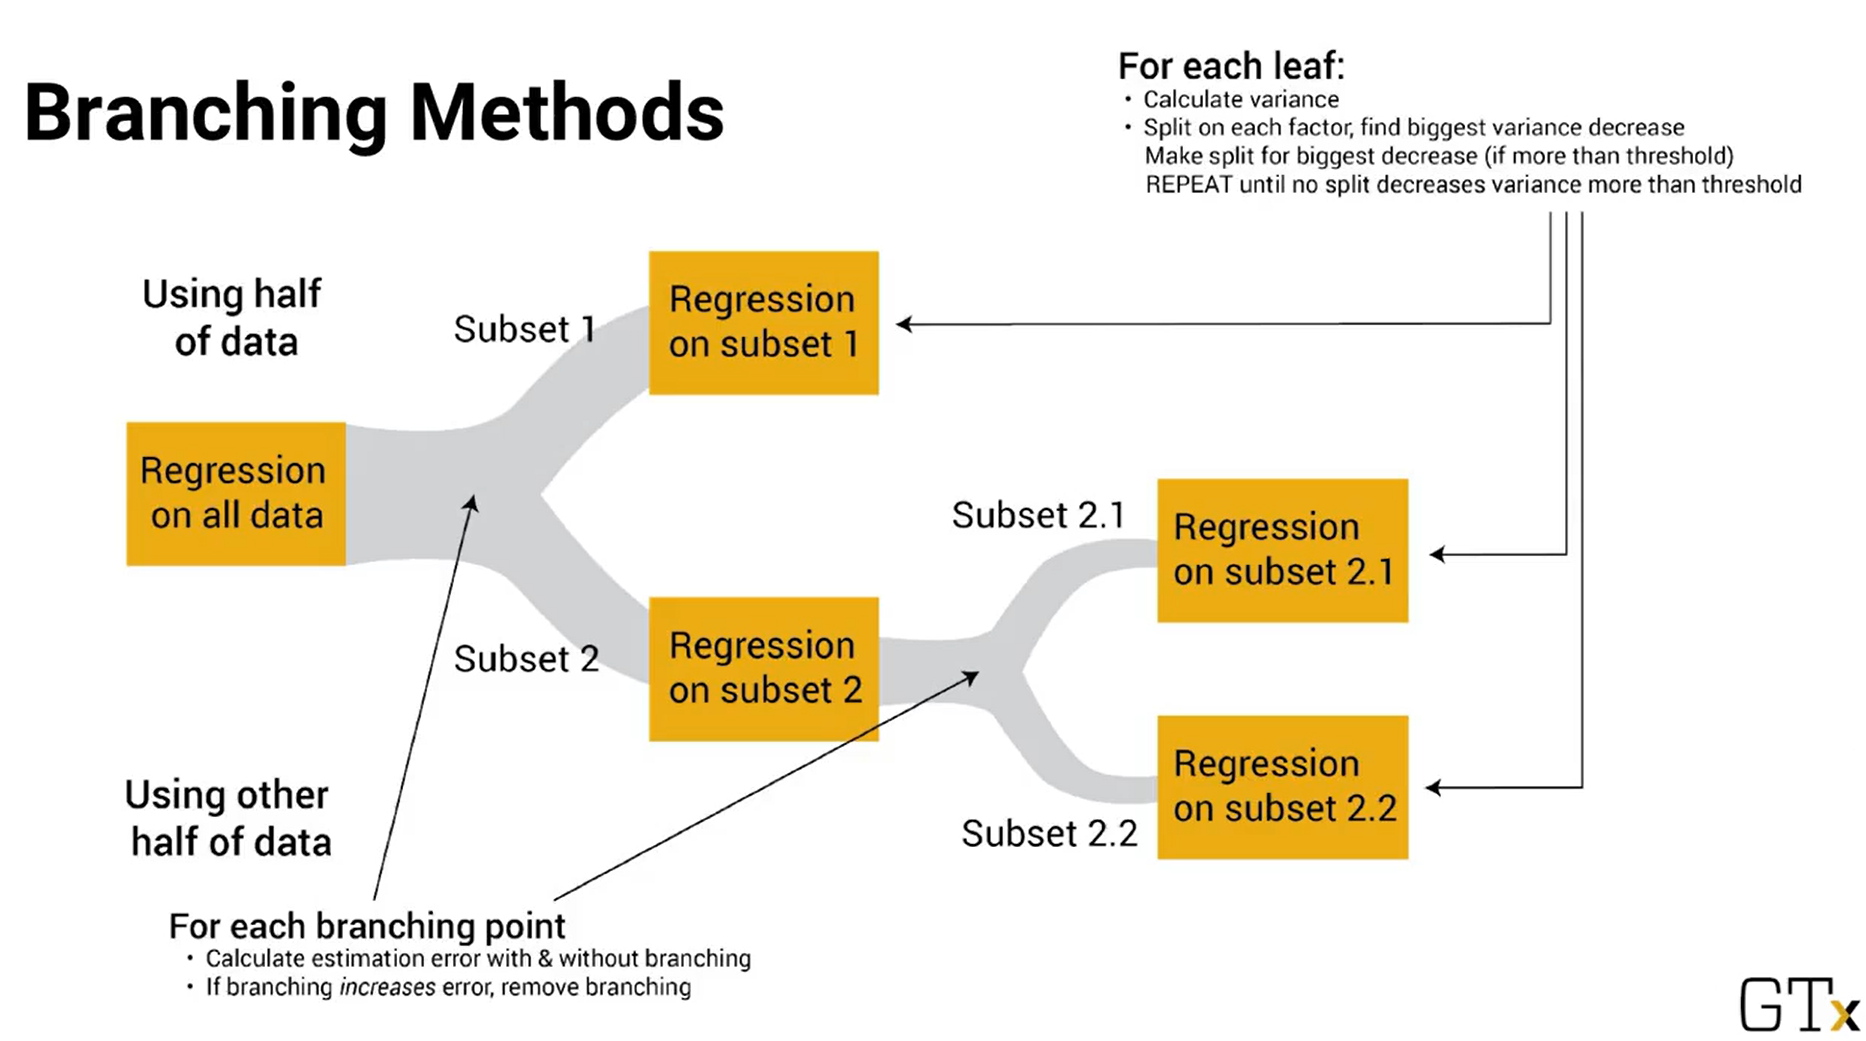 Branching Methods
For each leaf:
• Calculate variance
• Split on each factor, find biggest variance decrease
Make split for biggest decrease (if more than threshold)
REPEAT until no split decreases variance more than threshold
Using half
of data
Subset 1
Regression
on subset 1
Regression
on all data
Subset 2.1
Regression
on subset 2.1
Subset 2
Regression
on subset 2
Regression
on subset 2.2
Subset 2.2
Using other
half of data
For each branching point
• Calculate estimation error with & without branching
• If branching increases error, remove branching
GTx